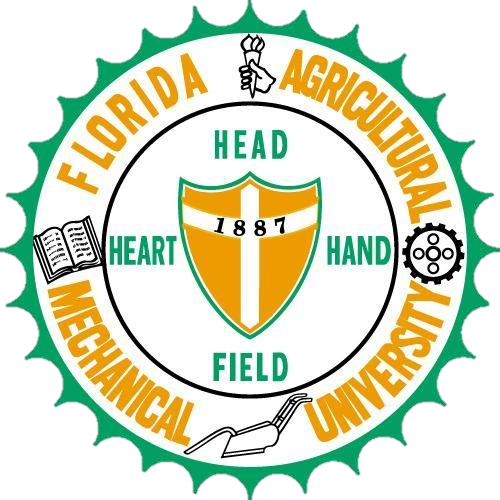 FLORIDA
AGRICULTURAL
MECHANICAL
UNIVERSITY
HEAD
1887
HEART
HAND
FIELD